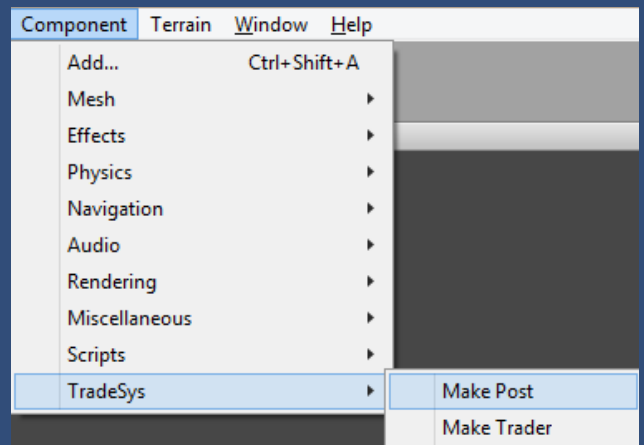 Component Terrain Window Help
Add... Ctrl+Shift+A
Mesh
Effects
Physics
Navigation
Audio
Rendering
Miscellaneous
Scripts
TradeSys Make Post
Make Trader